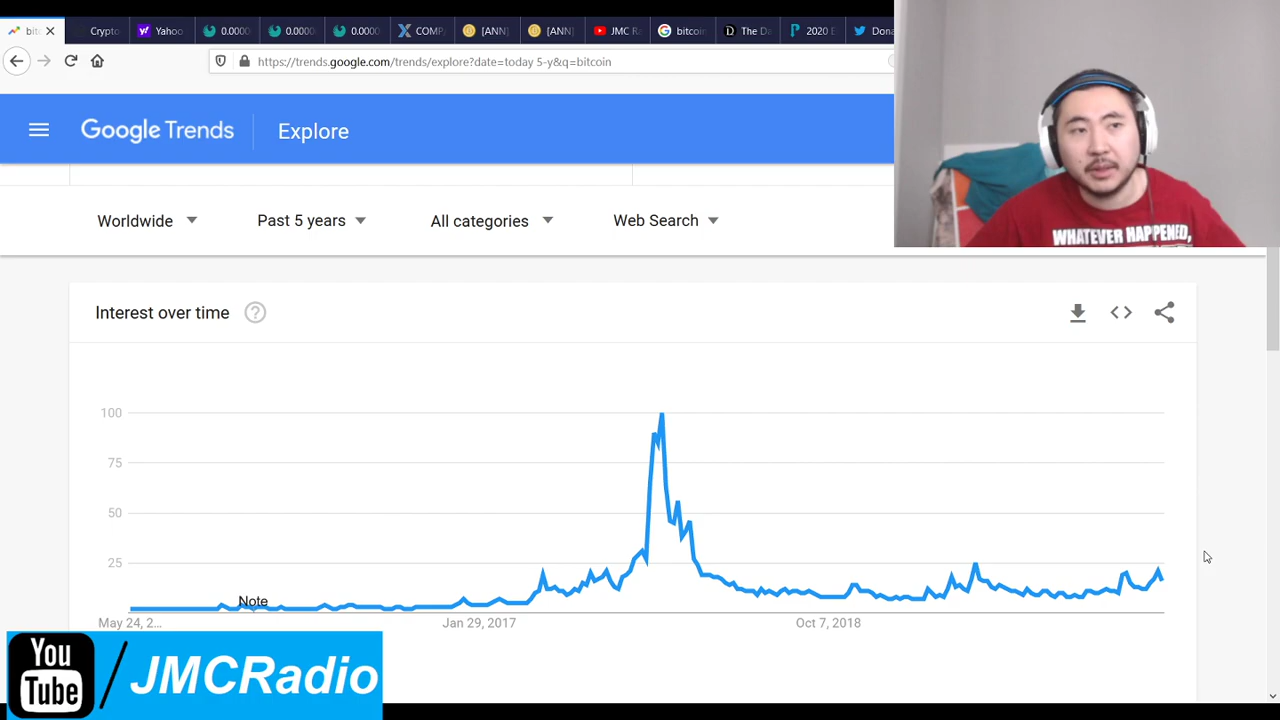 bitc
Crypto
Yahoo
0.0000
0.0000
0.0000
COMPA
[ANN]
[ANN]
JMC R
bitcoin
The Da
2020 E
Dona
https://trends.google.com/trends/explore?date=today 5-y&q=bitcoin
Google Trends
Explore
WHATEVER HAPPENED,
Worldwide
Past 5 years
All categories
Web Search
Interest over time
?
100
75
50
25
Note
May 24, 2…
Jan 29, 2017
Oct 7, 2018
You
Tube
/JMCRadio